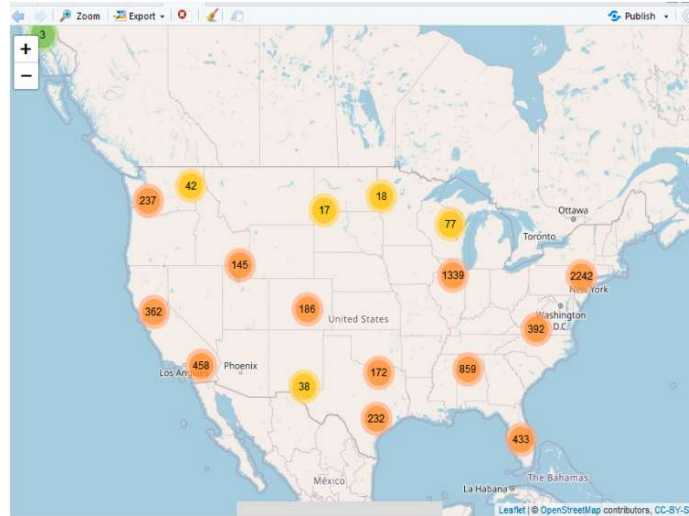 Zoom Export Publish
3
+
−
42
237
17
18
77
Ottawa
Toronto
145
1339
2242
New York
362
186
United States
Washington
D.C.
392
458
Los Angeles
Phoenix
172
859
38
232
433
The Bahamas
México
La Habana
Leaflet | © OpenStreetMap contributors, CC-BY-S